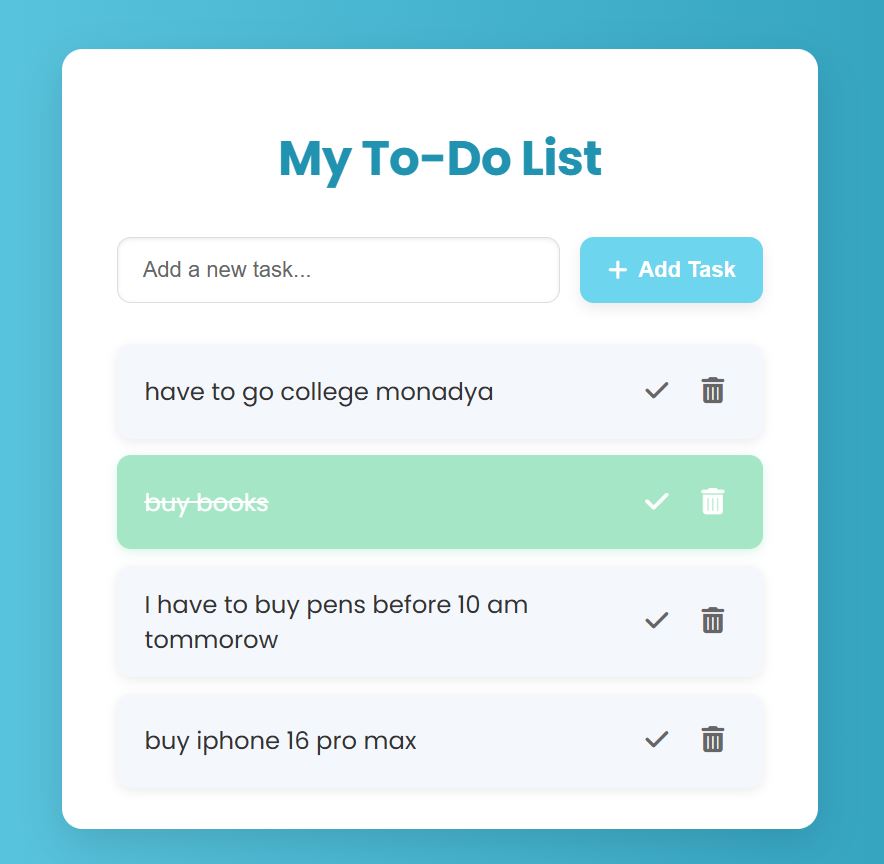 My To-Do List
Add a new task...
+ Add Task
have to go college monadya
buy books
I have to buy pens before 10 am
tommorow
buy iphone 16 pro max